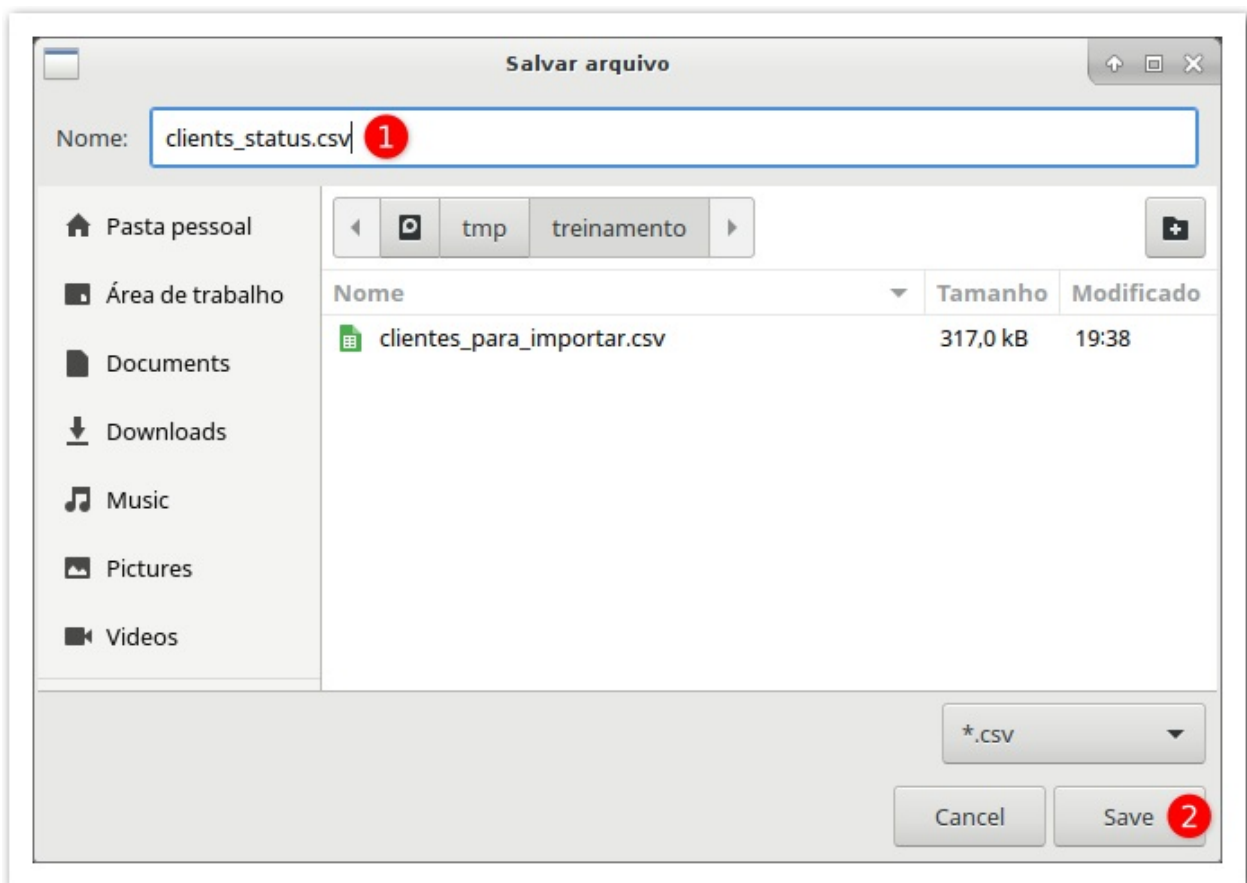 Salvar arquivo
Nome: clients_status.csv 1
Pasta pessoal
tmp treinamento
Área de trabalho
Nome Tamanho Modificado
clientes_para_importar.csv 317,0 kB 19:38
Documents
Downloads
Music
Pictures
Videos
*.csv
Cancel Save 2